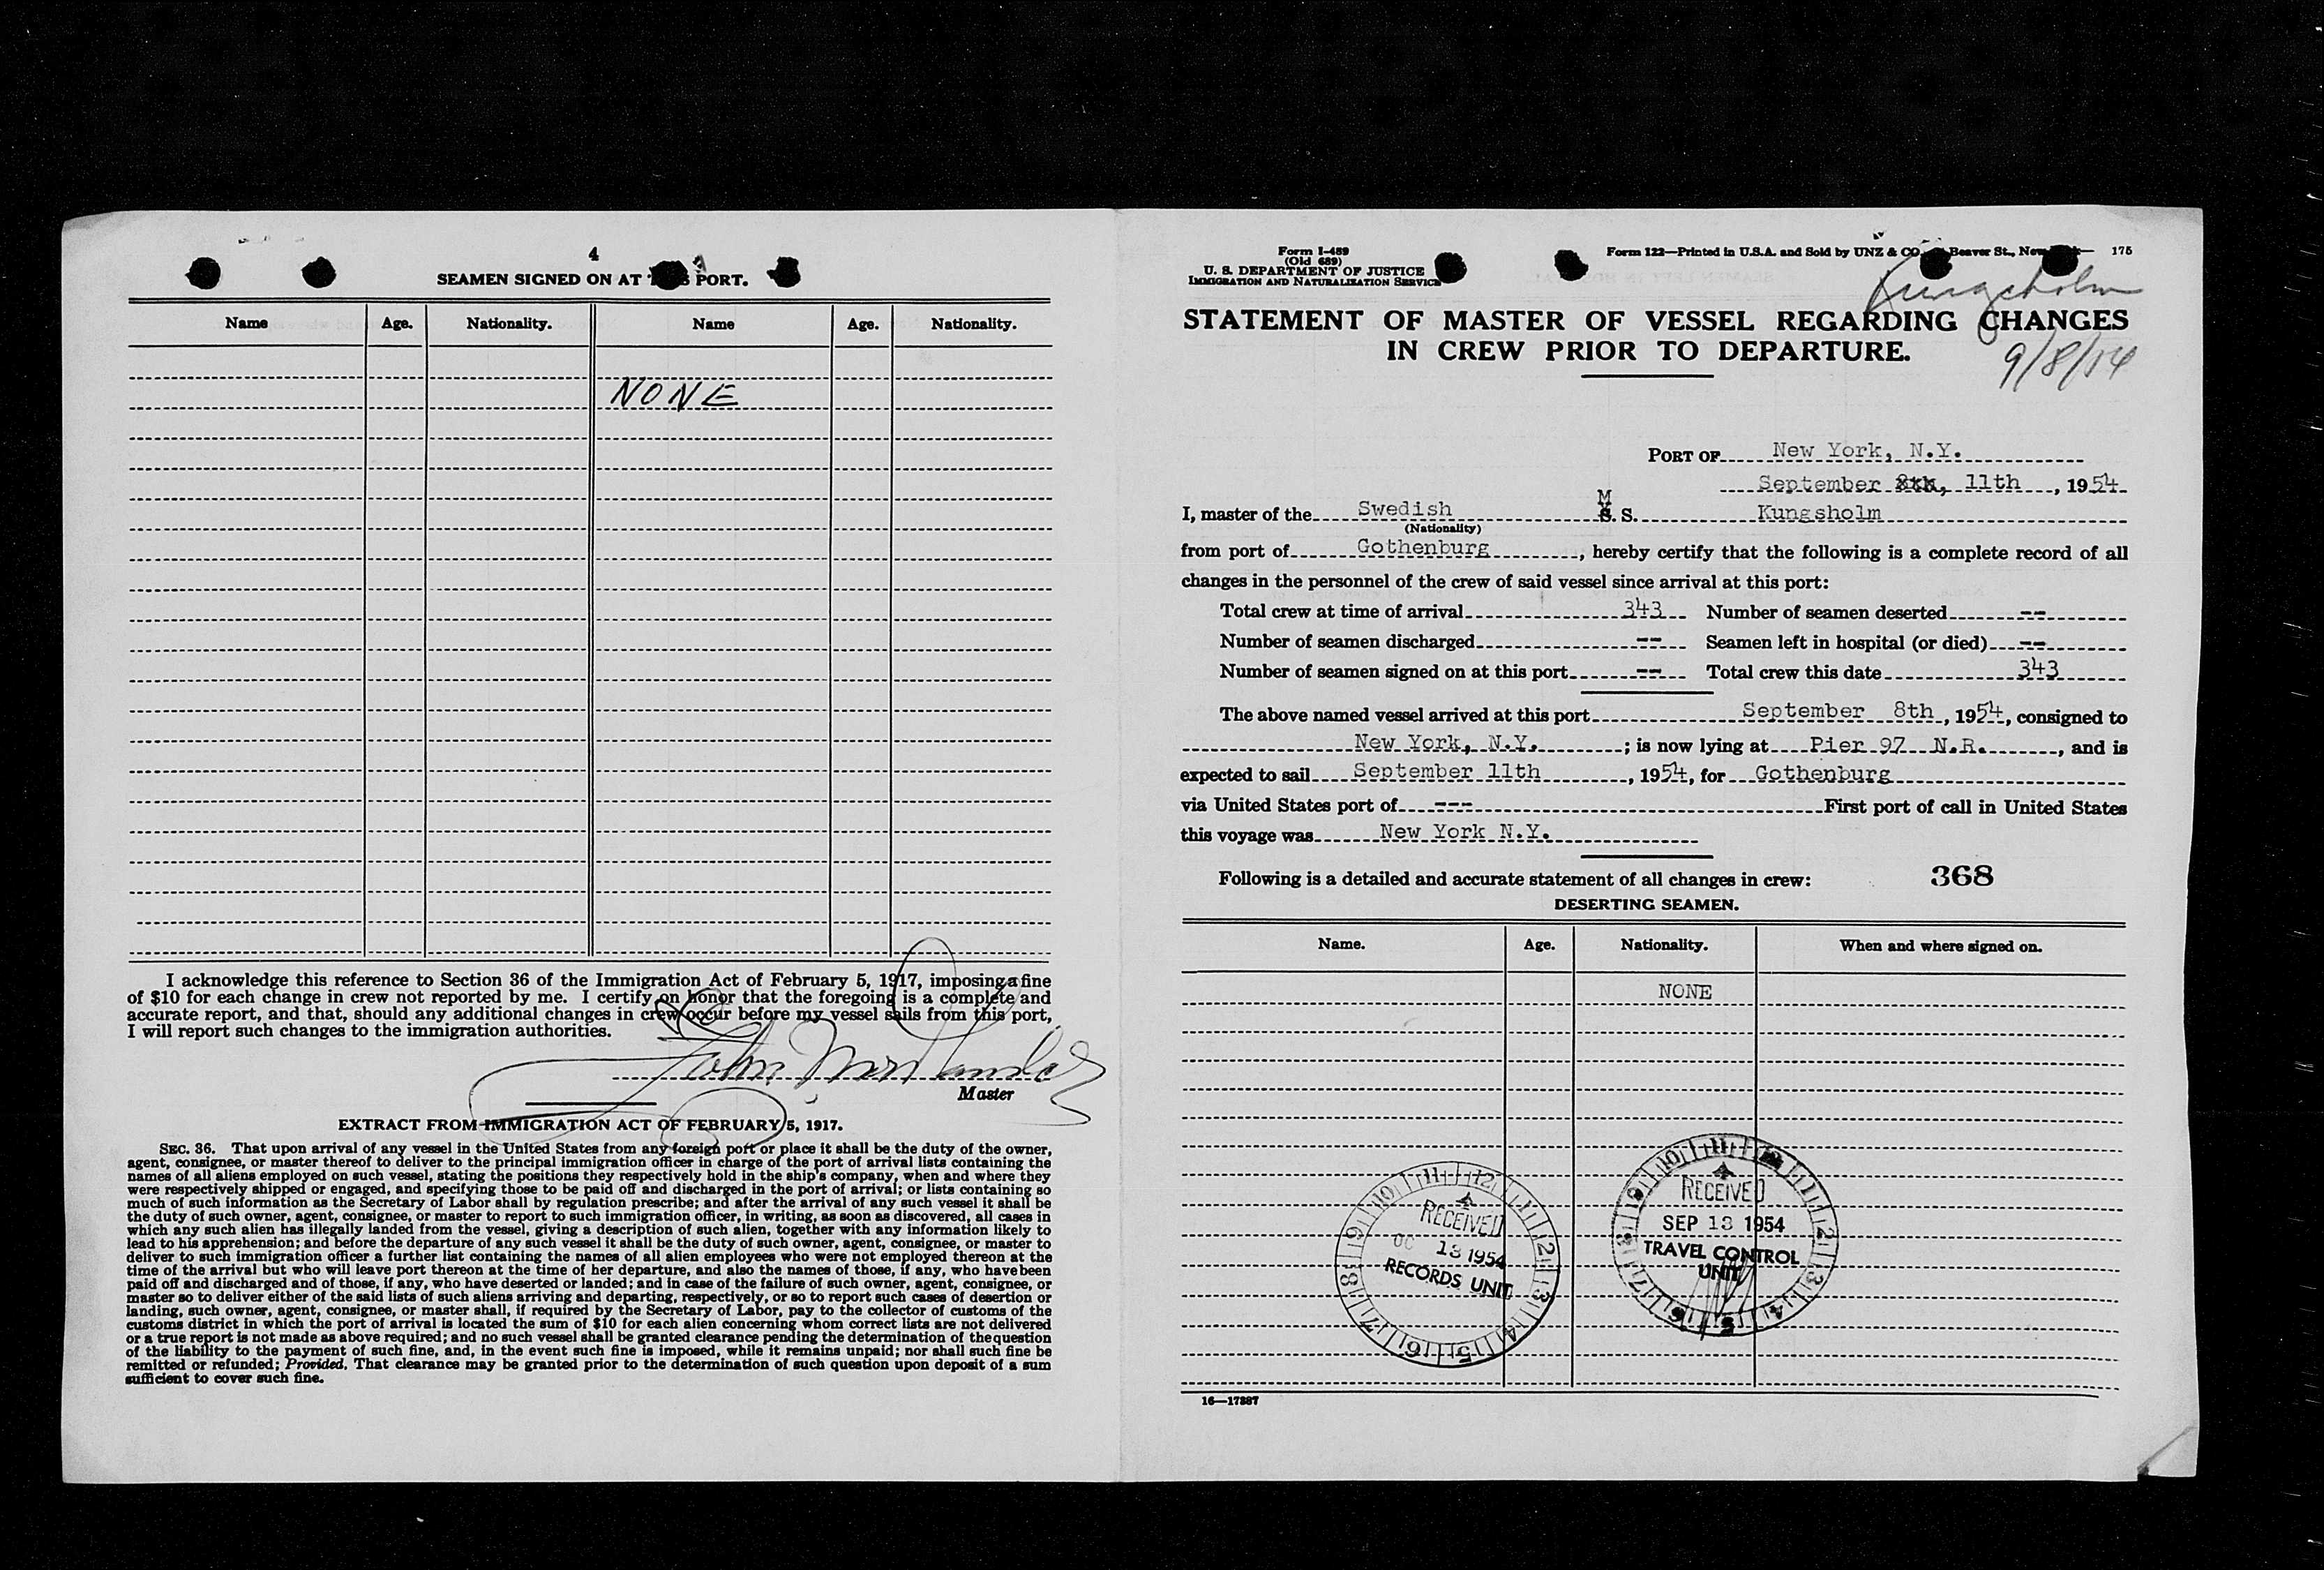 4
SEAMEN SIGNED ON AT THIS PORT.
Name Age. Nationality. Name Age. Nationality.
NONE
I acknowledge this reference to Section 36 of the Immigration Act of February 5, 1917, imposing a fine
of $10 for each change in crew not reported by me. I certify on honor that the foregoing is a complete and
accurate report, and that, should any additional changes in crew occur before my vessel sails from this port,
I will report such changes to the immigration authorities.
John
Master
EXTRACT FROM IMMIGRATION ACT OF FEBRUARY 5, 1917.
SEC. 36. That upon arrival of any vessel in the United States from any foreign port or place it shall be the duty of the owner,
agent, consignee, or master thereof to deliver to the principal immigration officer in charge of the port of arrival lists containing the
names of all aliens employed on such vessel, stating the positions they respectively hold in the ship's company, when and where they
were respectively shipped or engaged, and specifying those to be paid off and discharged in the port of arrival; or lists containing so
much of such information as the Secretary of Labor shall by regulation prescribe; and after the arrival of any such vessel it shall be
the duty of such owner, agent, consignee, or master to report to such immigration officer, in writing, as soon as discovered, all cases in
which any such alien has illegally landed from the vessel, giving a description of such alien, together with any information likely to
lead to his apprehension; and before the departure of any such vessel it shall be the duty of such owner, agent, consignee, or master to
deliver to such immigration officer a further list containing the names of all alien employees who were not employed thereon at the
time of the arrival but who will leave port thereon at the time of her departure, and also the names of those, if any, who have been
paid off and discharged and of those, if any, who have deserted or landed; and in case of the failure of such owner, agent, consignee, or
master so to deliver either of the said lists of such aliens arriving and departing, respectively, or so to report such cases of desertion or
landing, such owner, agent, consignee, or master shall, if required by the Secretary of Labor, pay to the collector of customs of the
customs district in which the port of arrival is located the sum of $10 for each alien concerning whom correct lists are not delivered
or a true report is not made as above required; and no such vessel shall be granted clearance pending the determination of the question
of the liability to the payment of such fine, and, in the event such fine is imposed, while it remains unpaid; nor shall such fine be
remitted or refunded; Provided, That clearance may be granted prior to the determination of such question upon deposit of a sum
sufficient to cover such fine.
Form I-489
(Old 689)
U. S. DEPARTMENT OF JUSTICE
IMMIGRATION AND NATURALIZATION SERVICE
Form 122—Printed in U.S.A. and Sold by UNZ & CO. Beaver St., New 175
Kungsholm
STATEMENT OF MASTER OF VESSEL REGARDING CHANGES
IN CREW PRIOR TO DEPARTURE.
9/8/54
PORT OF New York, N.Y.
September 8th, 11th, 1954
I, master of the Swedish M S. S. Kungsholm
(Nationality)
from port of Gothenburg, hereby certify that the following is a complete record of all
changes in the personnel of the crew of said vessel since arrival at this port:
Total crew at time of arrival 343 Number of seamen deserted --
Number of seamen discharged -- Seamen left in hospital (or died) --
Number of seamen signed on at this port -- Total crew this date 343
The above named vessel arrived at this port September 8th, 1954, consigned to
New York, N.Y.; is now lying at Pier 97 N.R., and is
expected to sail September 11th, 1954, for Gothenburg
via United States port of --- First port of call in United States
this voyage was New York N.Y.
Following is a detailed and accurate statement of all changes in crew: 368
DESERTING SEAMEN.
Name. Age. Nationality. When and where signed on.
NONE
RECEIVED
13 1954
RECORDS UNIT
11 12 1 2 3 4 5 6 7 8 9 10
RECEIVED
SEP 13 1954
TRAVEL CONTROL
UNIT
11 12 1 2 3 4 5 6 7 8 9 10
16—17887